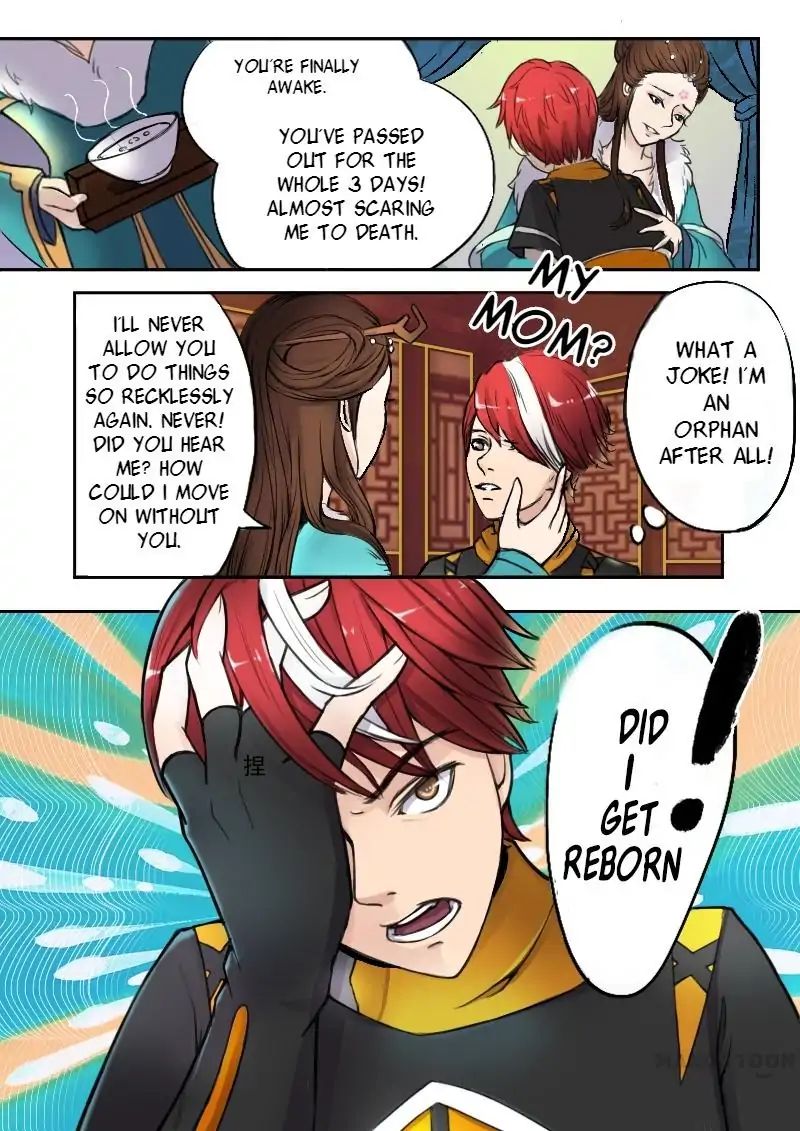 YOU'RE FINALLY
AWAKE.
YOU'VE PASSED
OUT FOR THE
WHOLE 3 DAYS!
ALMOST SCARING
ME TO DEATH.
MY
MOM?
I'LL NEVER
ALLOW YOU
TO DO THINGS
SO RECKLESSLY
AGAIN. NEVER!
DID YOU HEAR
ME? HOW
COULD I MOVE
ON WITHOUT
YOU.
WHAT A
JOKE! I'M
AN
ORPHAN
AFTER ALL!
捏
DID
I
GET
REBORN
!